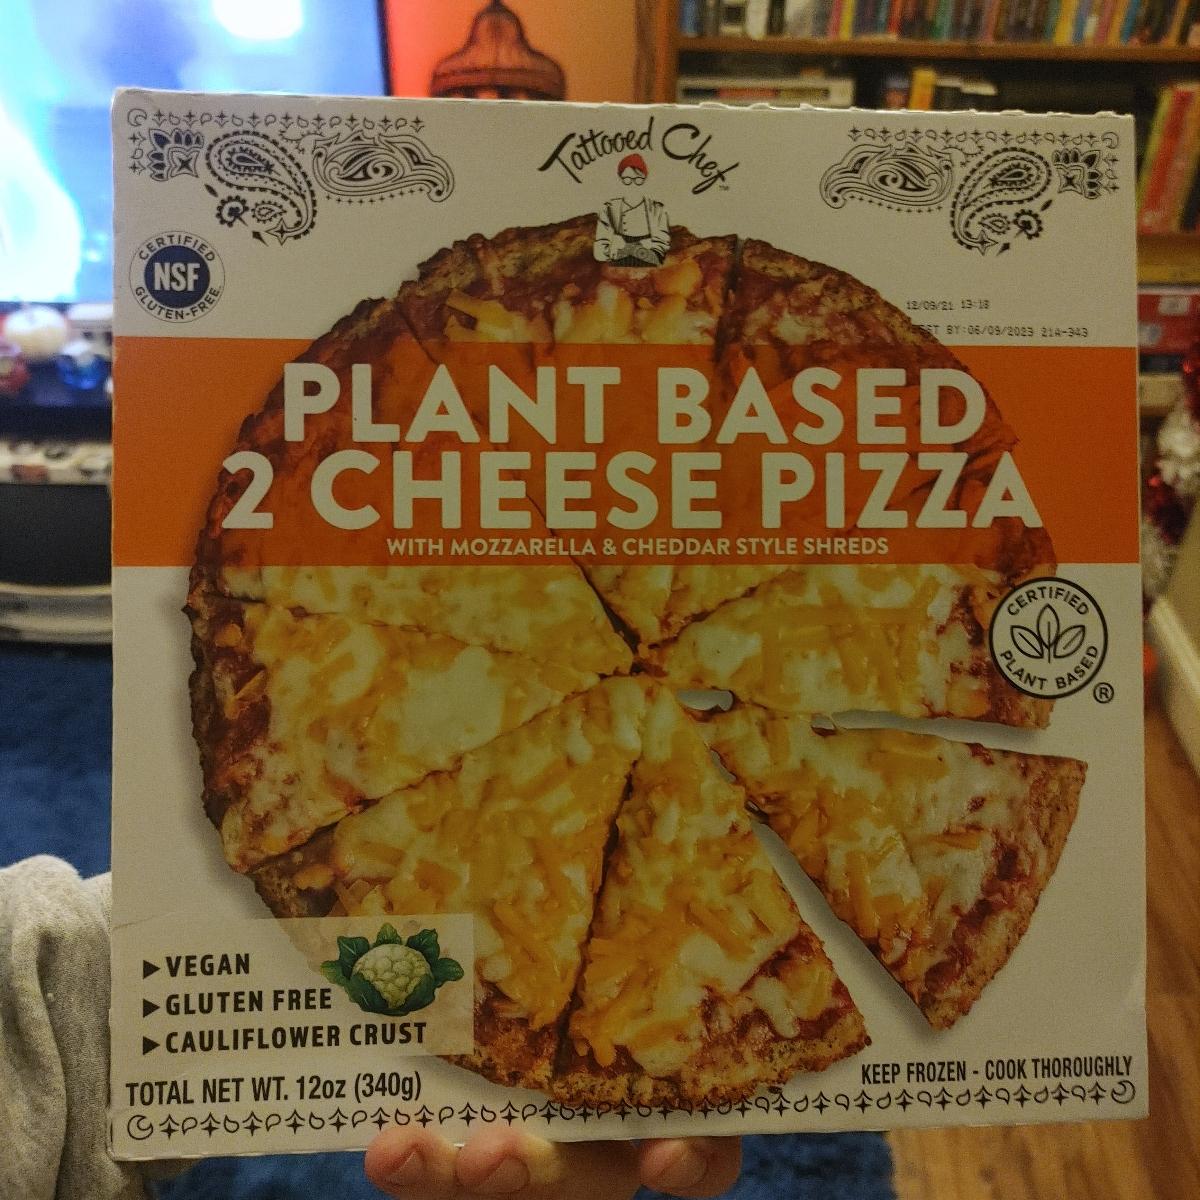 Tattooed Chef™
CERTIFIED
NSF
GLUTEN-FREE
12/09/21 13:18
BEST BY:06/09/2023 21A-343
PLANT BASED
2 CHEESE PIZZA
WITH MOZZARELLA & CHEDDAR STYLE SHREDS
CERTIFIED
PLANT BASED
®
▶VEGAN
▶GLUTEN FREE
▶CAULIFLOWER CRUST
TOTAL NET WT. 12oz (340g)
KEEP FROZEN - COOK THOROUGHLY